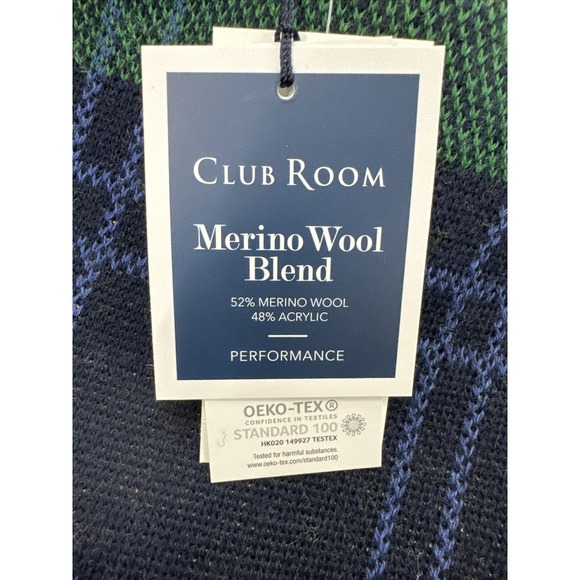 CLUB ROOM
Merino Wool
Blend
52% MERINO WOOL
48% ACRYLIC
PERFORMANCE
OEKO-TEX®
CONFIDENCE IN TEXTILES
STANDARD 100
HK020 149927 TESTEX
Tested for harmful substances.
www.oeko-tex.com/standard100